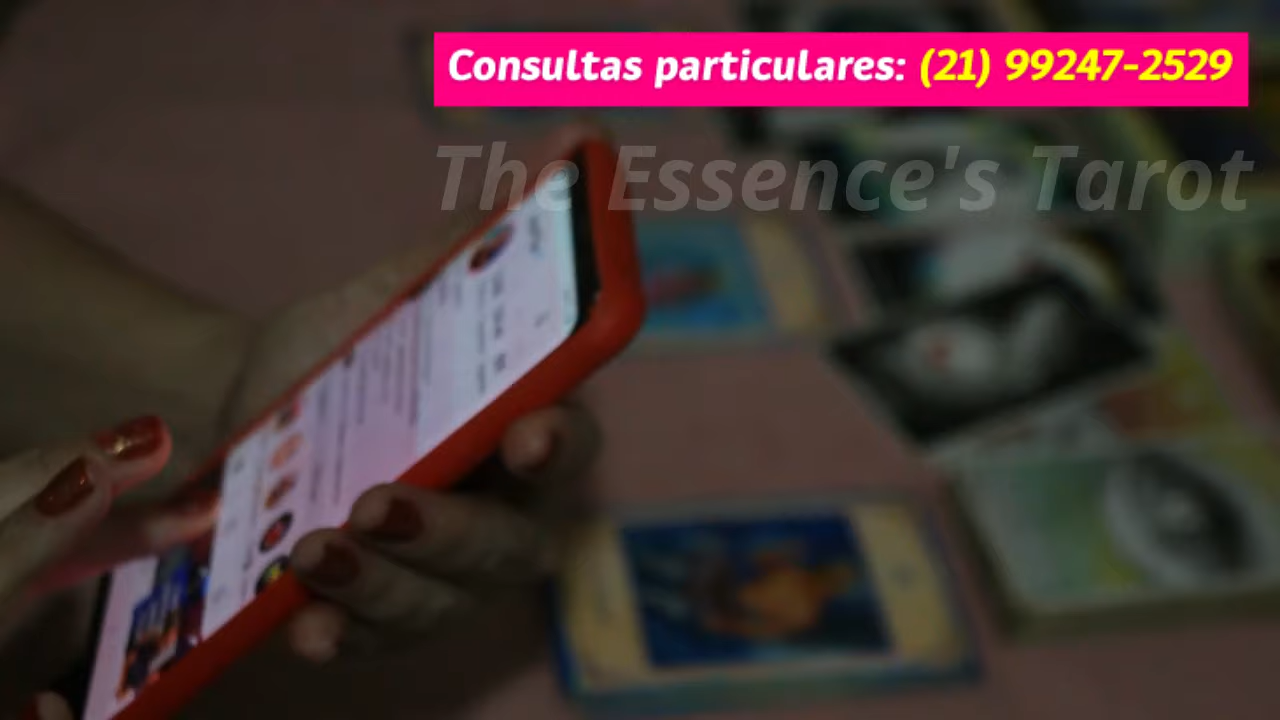 Consultas particulares: (21) 99247-2529
The Essence's Tarot